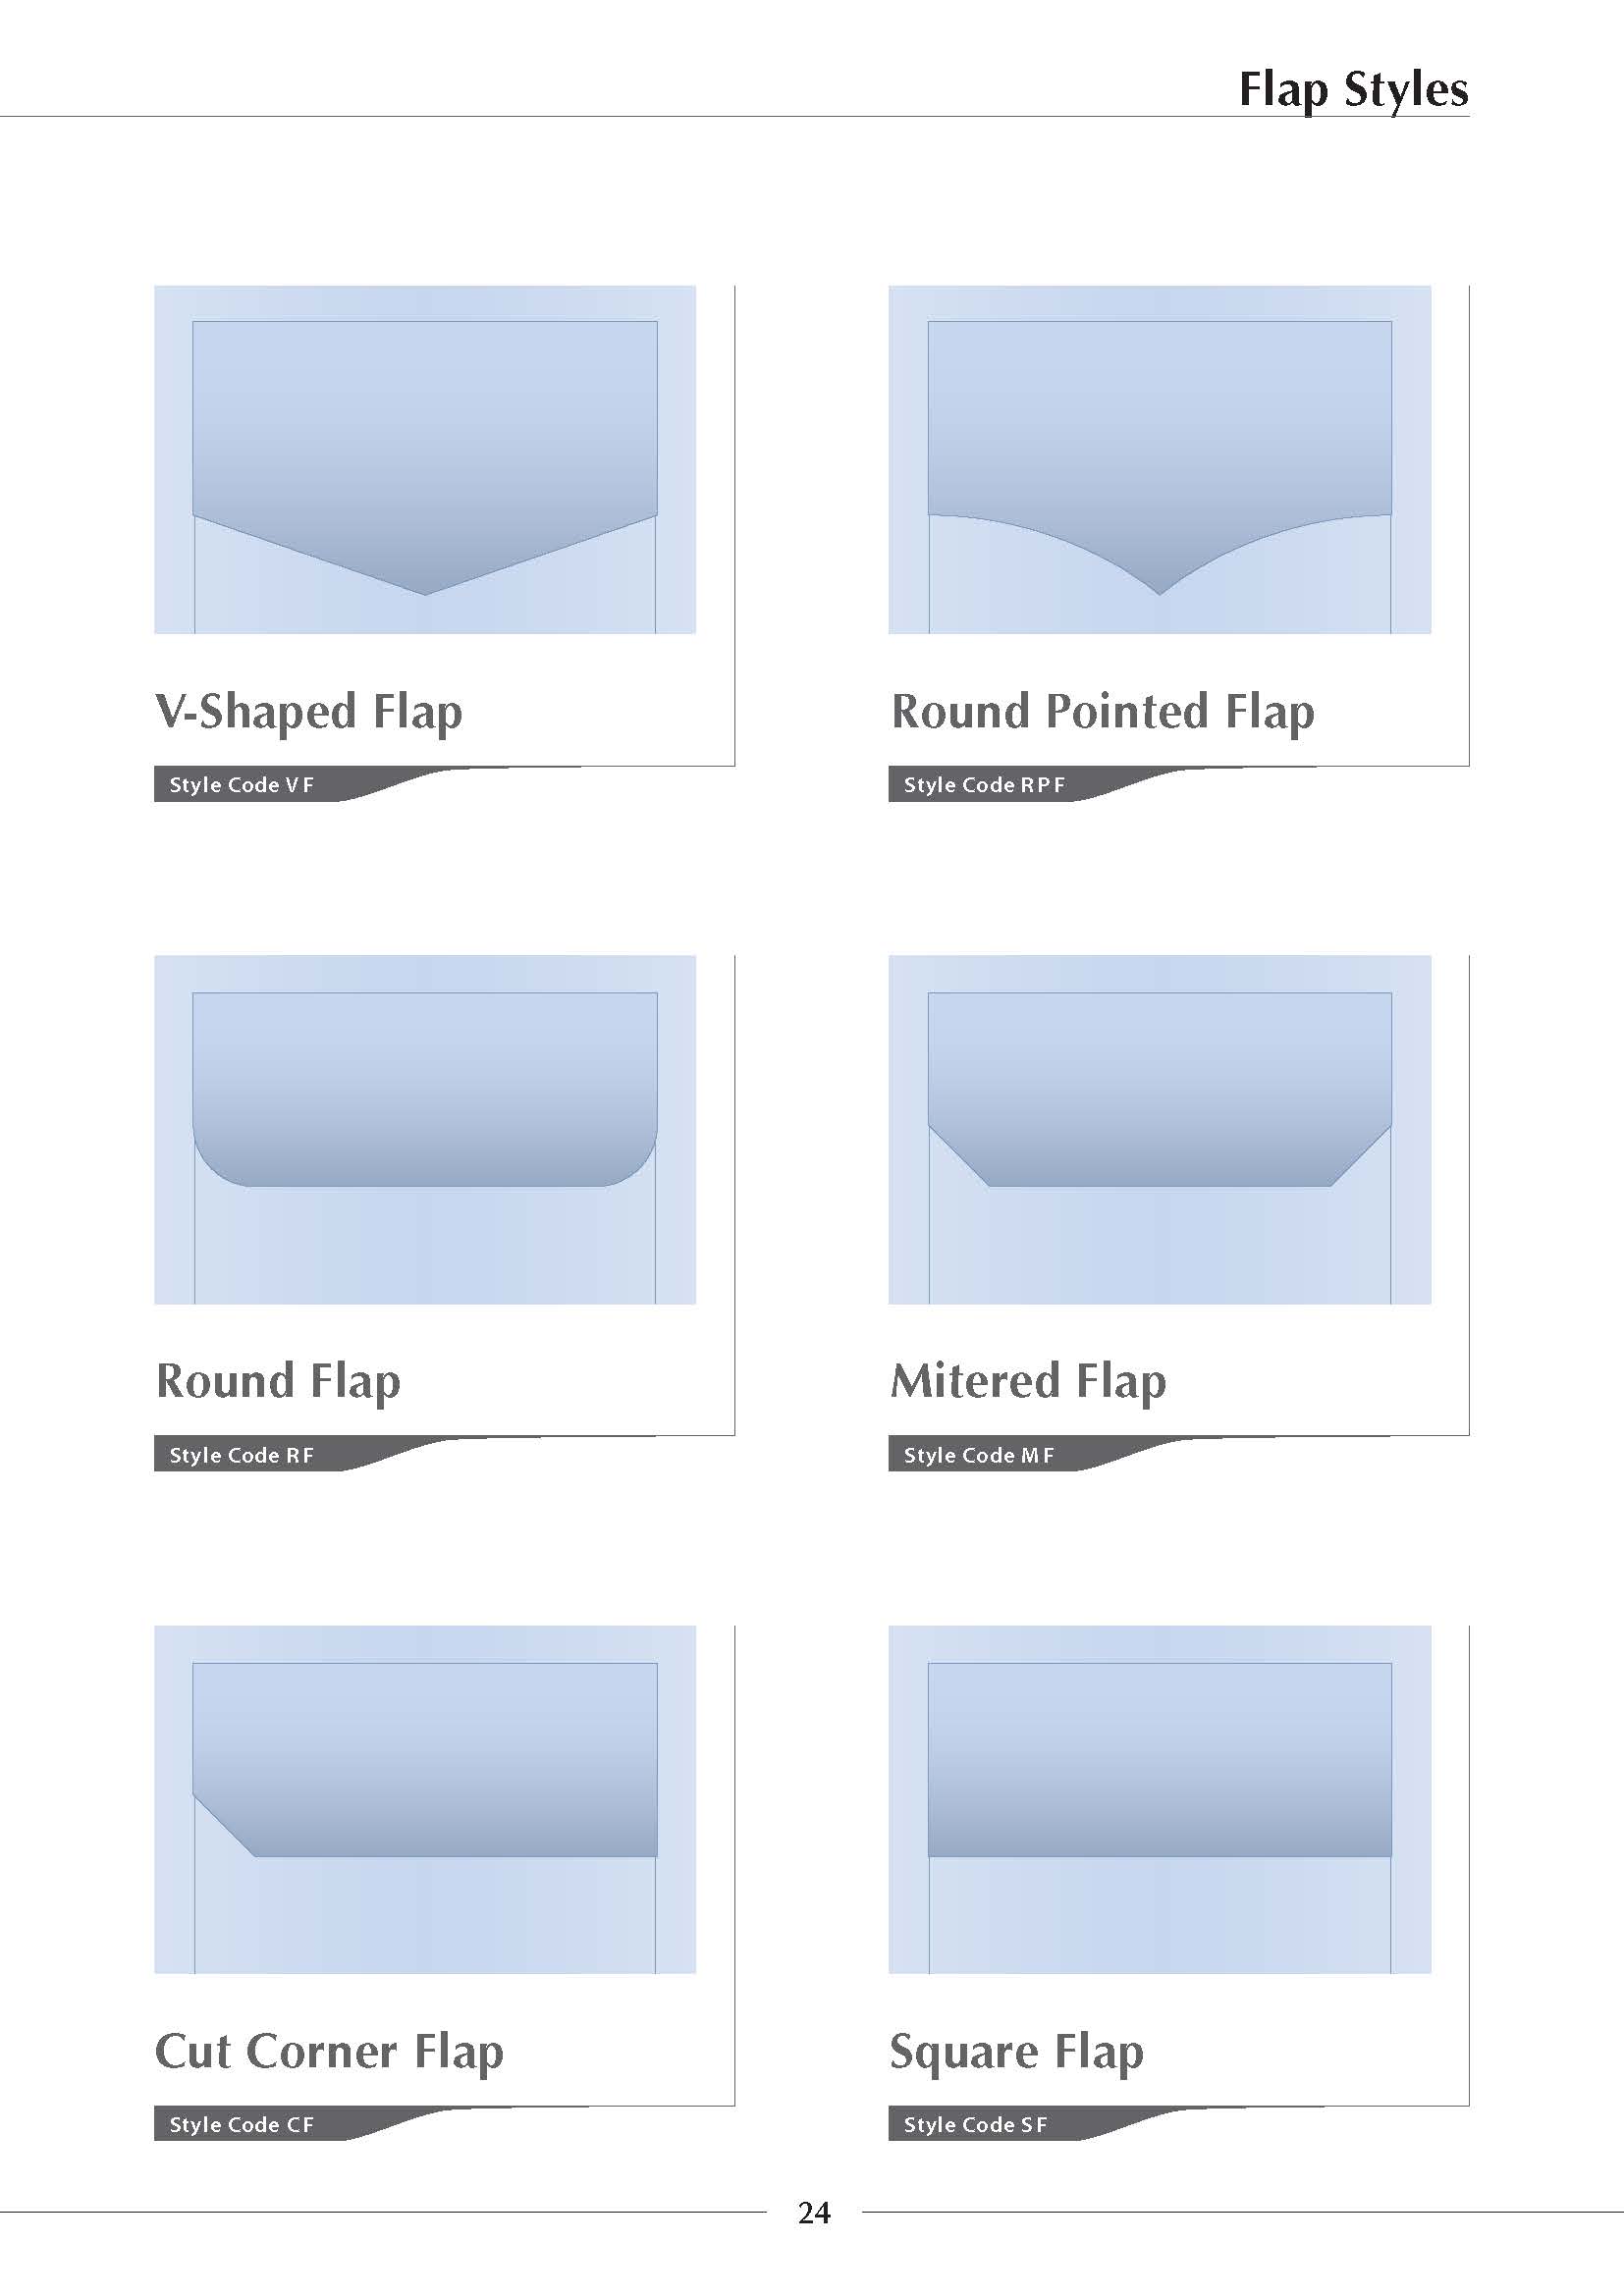 Flap Styles
V-Shaped Flap
Style Code VF
Round Pointed Flap
Style Code RPF
Round Flap
Style Code RF
Mitered Flap
Style Code MF
Cut Corner Flap
Style Code CF
Square Flap
Style Code SF
24